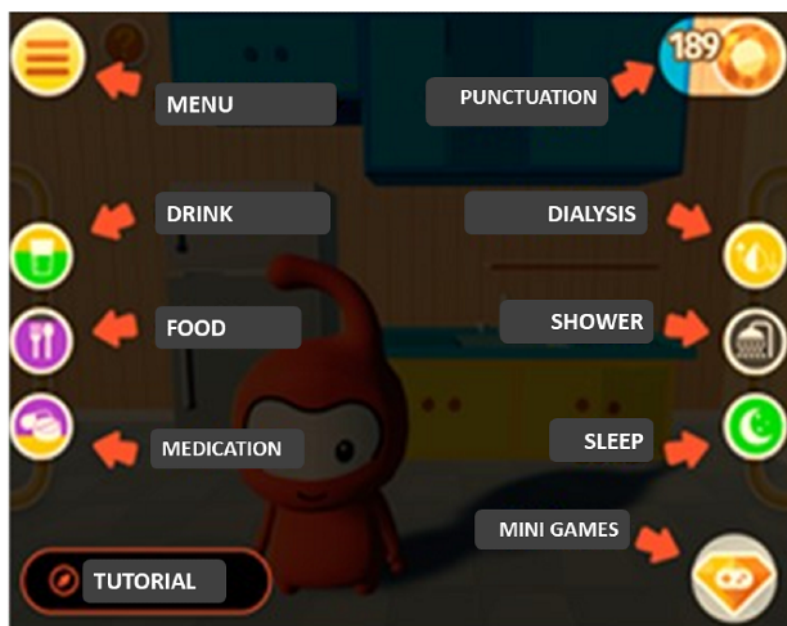 189
MENU
PUNCTUATION
DRINK
DIALYSIS
FOOD
SHOWER
MEDICATION
SLEEP
MINI GAMES
TUTORIAL